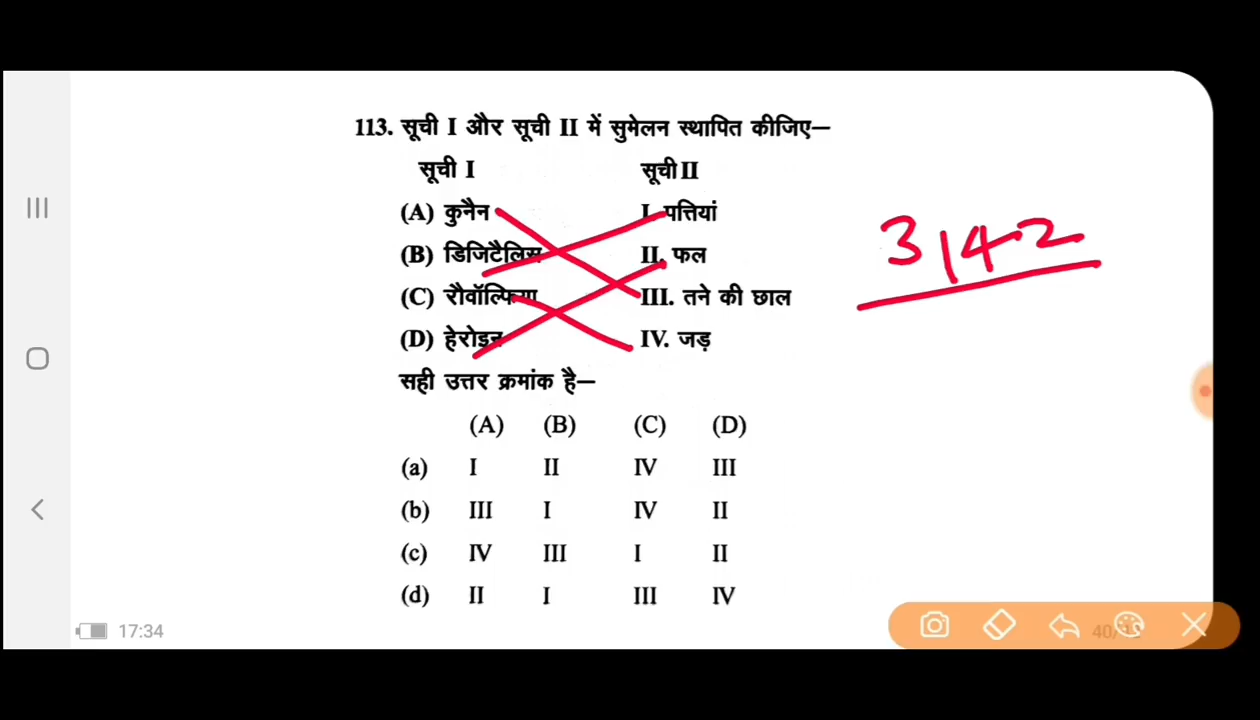 113. सूची I और सूची II में सुमेलन स्थापित कीजिए–
सूची I सूची II
(A) कुनैन I. पत्तियां
(B) डिजिटैलिस II. फल
(C) रौवॉल्फिया III. तने की छाल
(D) हेरोइन IV. जड़
3142
सही उत्तर क्रमांक है–
(A) (B) (C) (D)
(a) I II IV III
(b) III I IV II
(c) IV III I II
(d) II I III IV
17:34